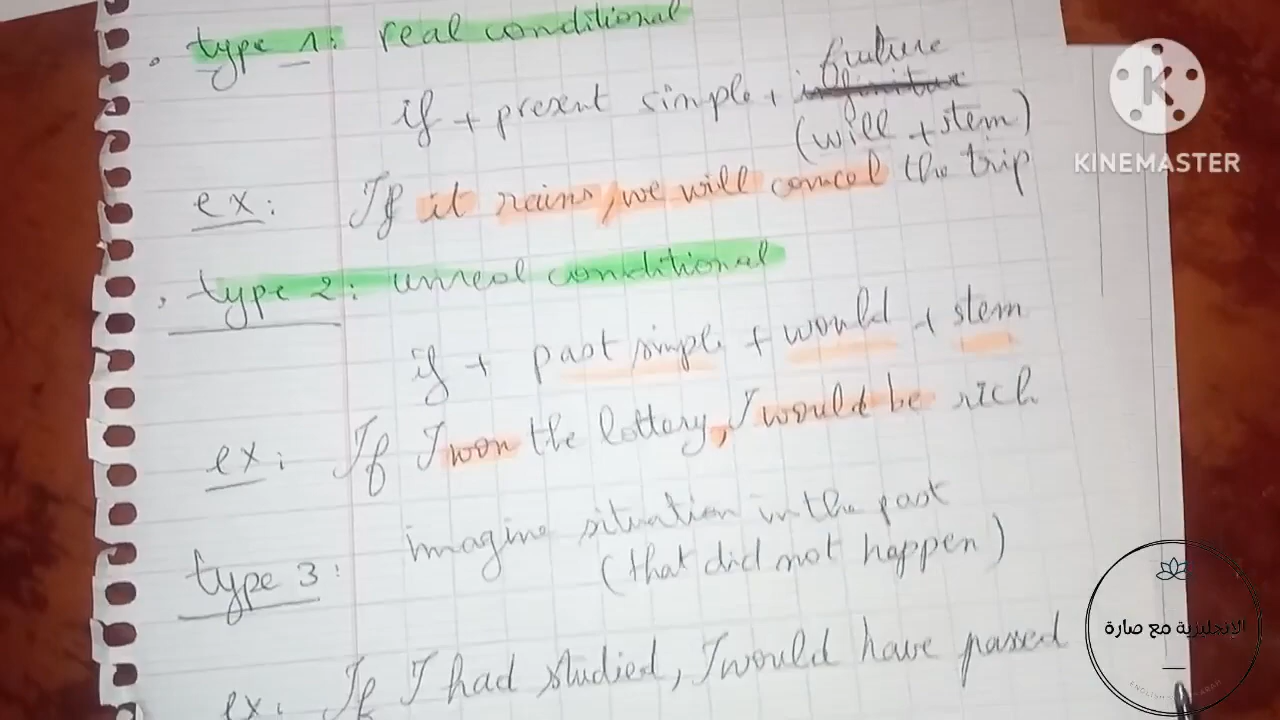 type 1: real conditional
future
if + present simple + infinitive
(will + stem)
ex: If it rains, we will cancel the trip
type 2: unreal conditional
if + past simple + would + stem
ex: If I won the lottery, I would be rich
type 3: imagine situation in the past
(that did not happen)
ex: If I had studied, I would have passed
KINEMASTER
الانجليزية مع صارة